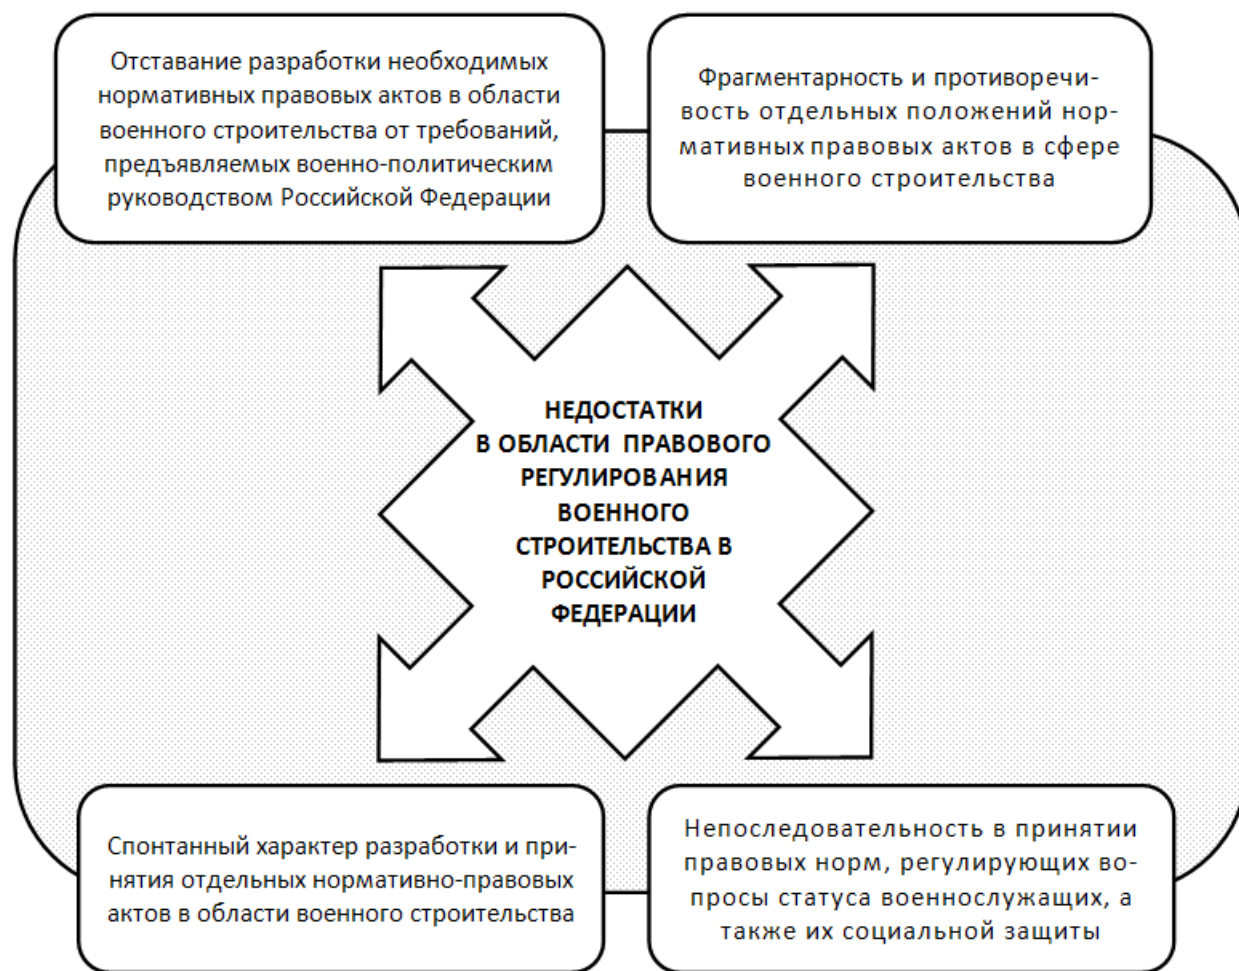 Отставание разработки необходимых
нормативных правовых актов в области
военного строительства от требований,
предъявляемых военно-политическим
руководством Российской Федерации
Фрагментарность и противоречи-
вость отдельных положений нор-
мативных правовых актов в сфере
военного строительства
НЕДОСТАТКИ
В ОБЛАСТИ ПРАВОВОГО
РЕГУЛИРОВАНИЯ
ВОЕННОГО
СТРОИТЕЛЬСТВА В
РОССИЙСКОЙ
ФЕДЕРАЦИИ
Спонтанный характер разработки и при-
нятия отдельных нормативно-правовых
актов в области военного строительства
Непоследовательность в принятии
правовых норм, регулирующих во-
просы статуса военнослужащих, а
также их социальной защиты